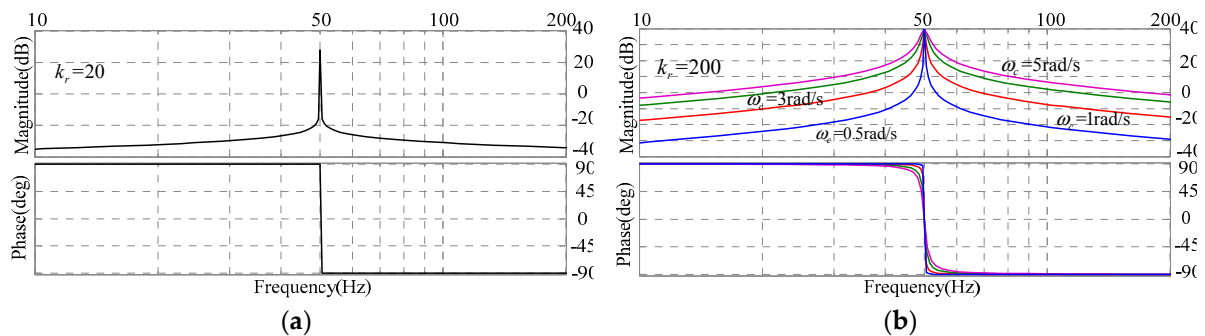 10 50 100 200
Magnitude(dB)
40
20
0
-20
-40
k_r=20
Phase(deg)
90
45
0
-45
-90
Frequency(Hz)
(a)
10 50 100 200
Magnitude(dB)
40
20
0
-20
-40
k_r=200
ω_c=5rad/s
ω_c=3rad/s
ω_c=1rad/s
ω_c=0.5rad/s
Phase(deg)
90
45
0
-45
-90
Frequency(Hz)
(b)